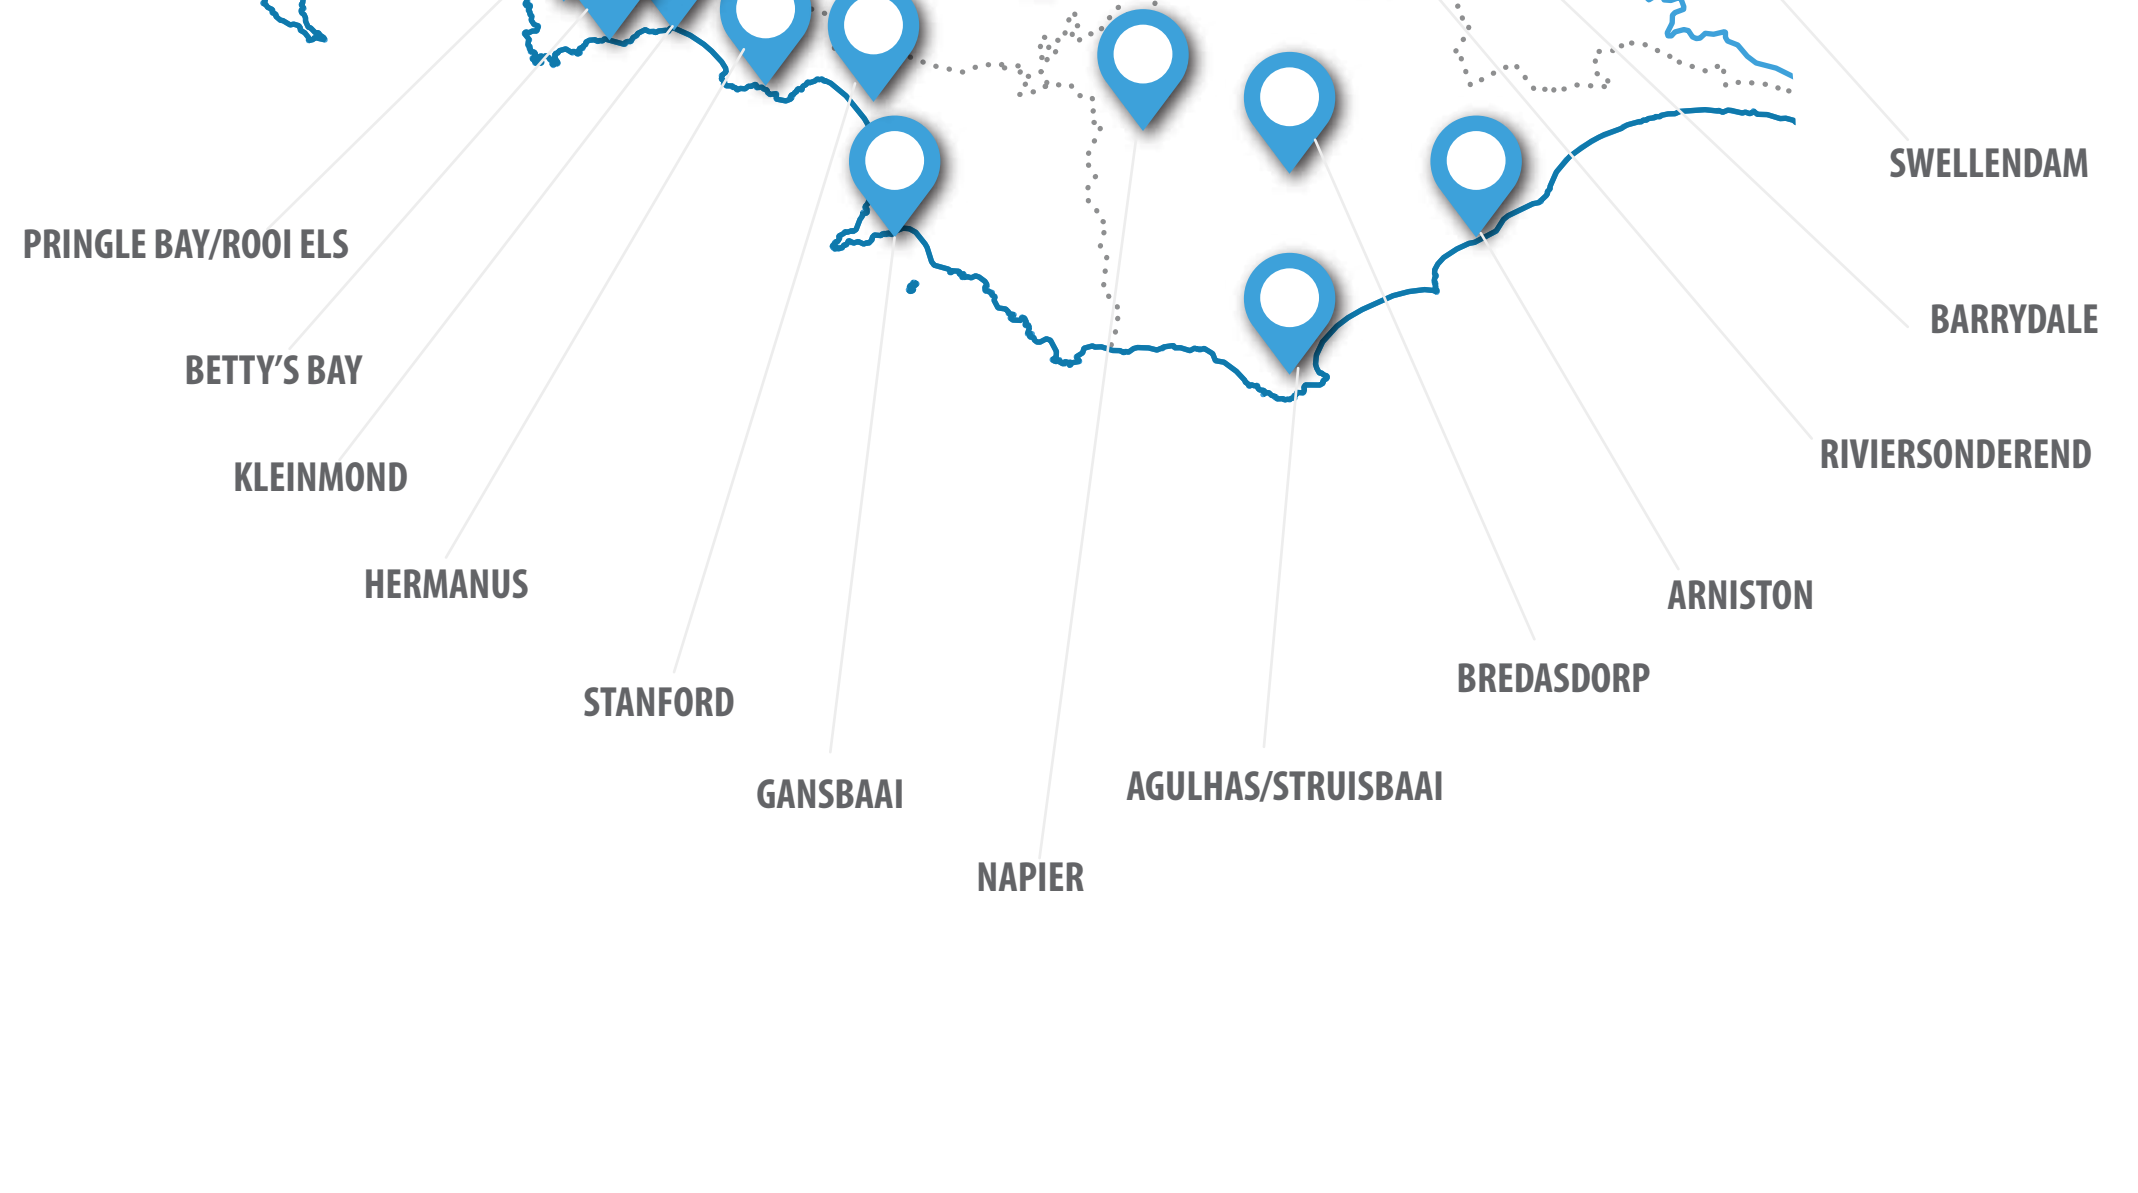 SWELLENDAM
PRINGLE BAY/ROOI ELS
BARRYDALE
BETTY’S BAY
RIVIERSONDEREND
KLEINMOND
HERMANUS
ARNISTON
BREDASDORP
STANFORD
AGULHAS/STRUISBAAI
GANSBAAI
NAPIER